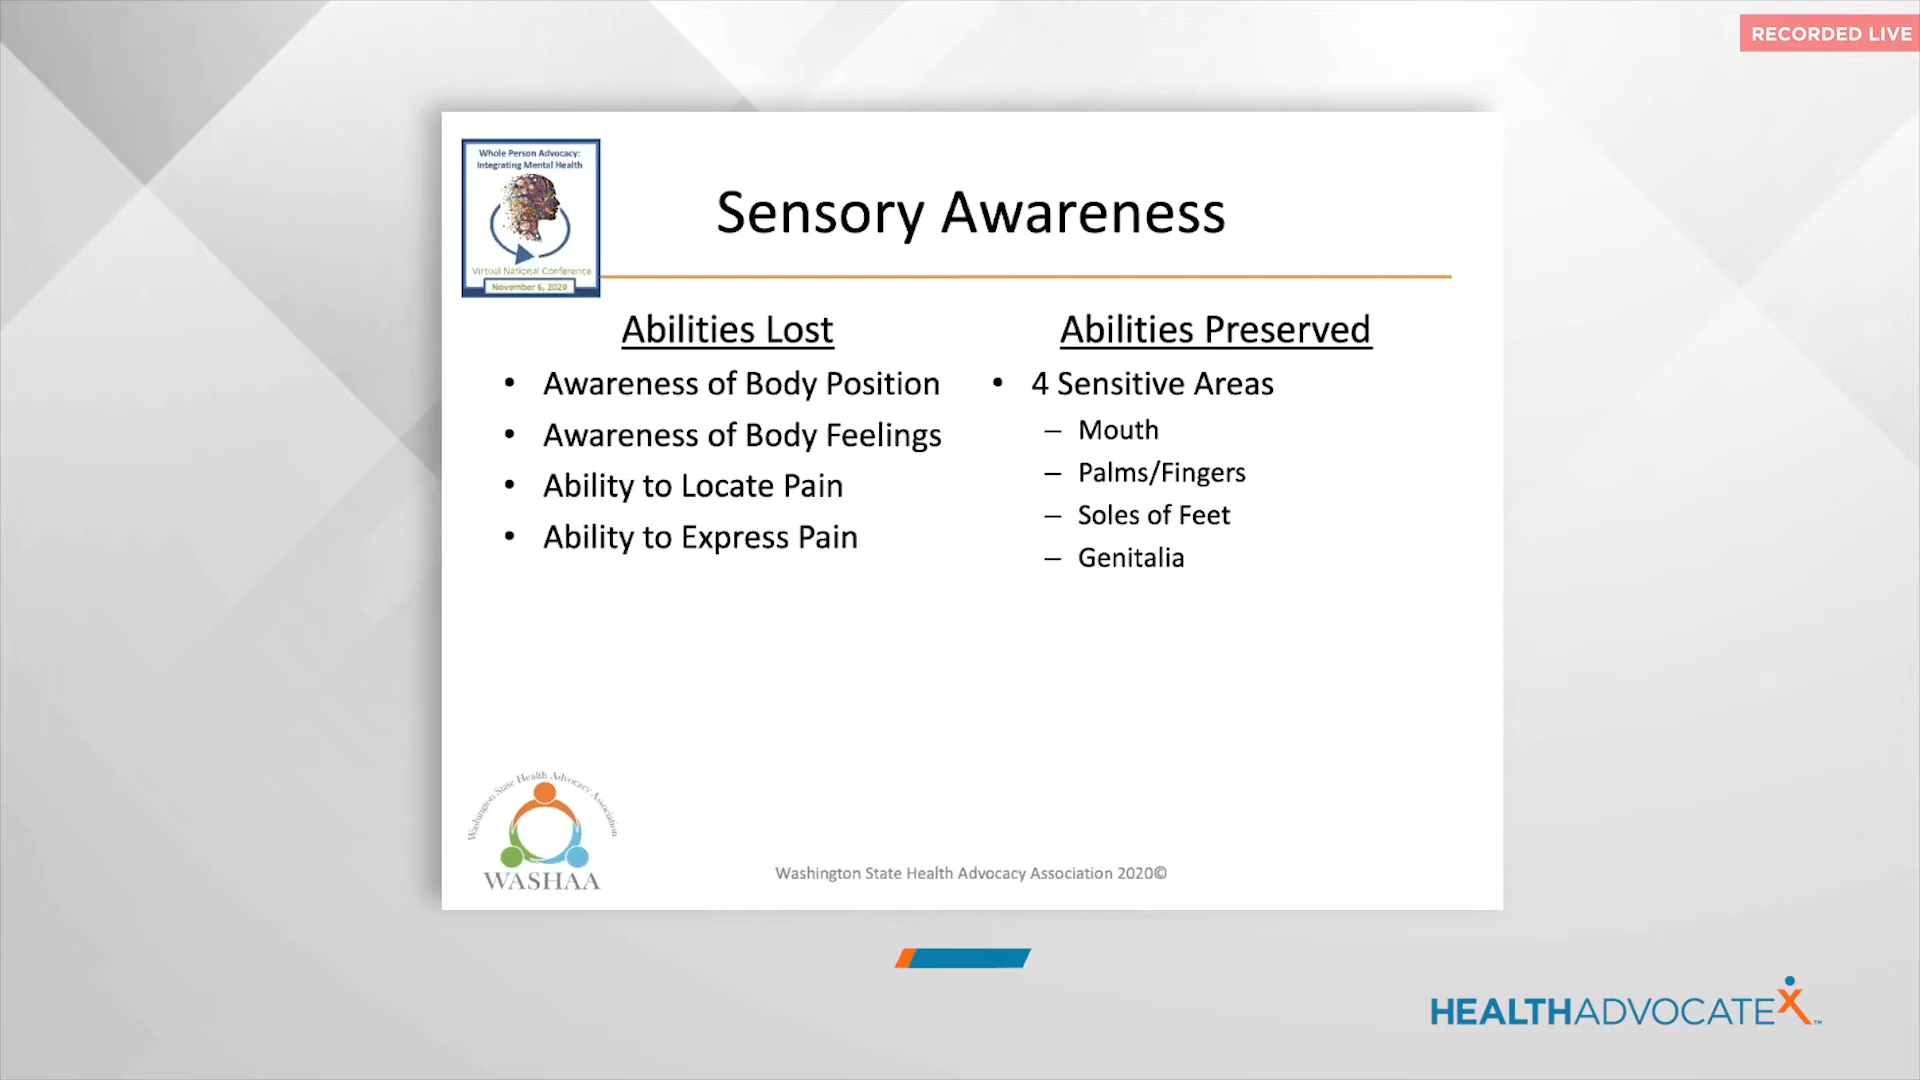 RECORDED LIVE
Whole Person Advocacy:
Integrating Mental Health
Virtual National Conference
November 6, 2020
Sensory Awareness
Abilities Lost
• Awareness of Body Position
• Awareness of Body Feelings
• Ability to Locate Pain
• Ability to Express Pain
Abilities Preserved
• 4 Sensitive Areas
– Mouth
– Palms/Fingers
– Soles of Feet
– Genitalia
Washington State Health Advocacy Association
WASHAA
Washington State Health Advocacy Association 2020©
HEALTHADVOCATEX™